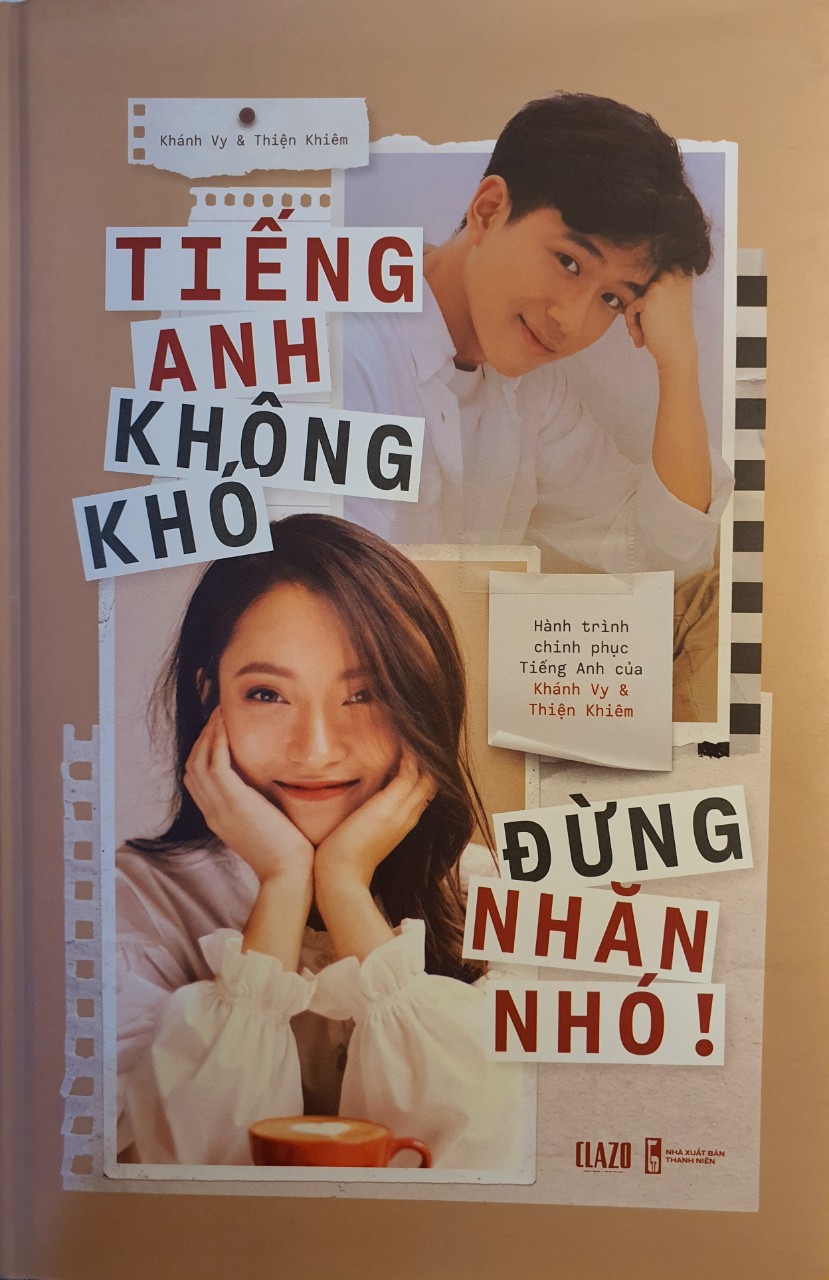 Khánh Vy & Thiện Khiêm
TIẾNG
ANH
KHÔNG
KHÓ
Hành trình
chinh phục
Tiếng Anh của
Khánh Vy &
Thiện Khiêm
ĐỪNG
NHĂN
NHÓ!
CLAZO
NHÀ XUẤT BẢN
THANH NIÊN